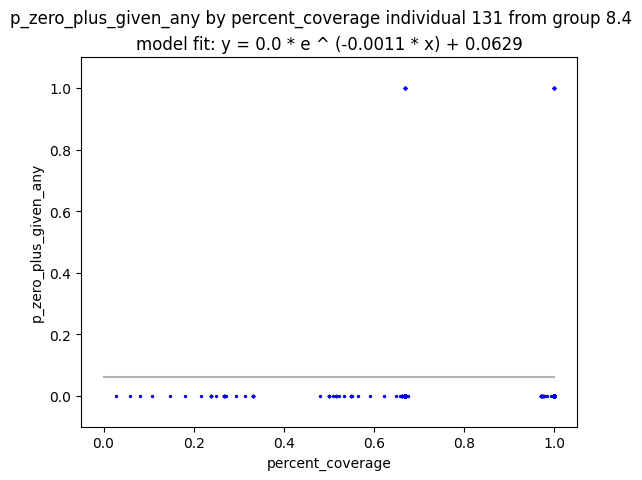 p_zero_plus_given_any by percent_coverage individual 131 from group 8.4
model fit: y = 0.0 * e ^ (-0.0011 * x) + 0.0629
p_zero_plus_given_any
1.0
0.8
0.6
0.4
0.2
0.0
0.0 0.2 0.4 0.6 0.8 1.0
percent_coverage